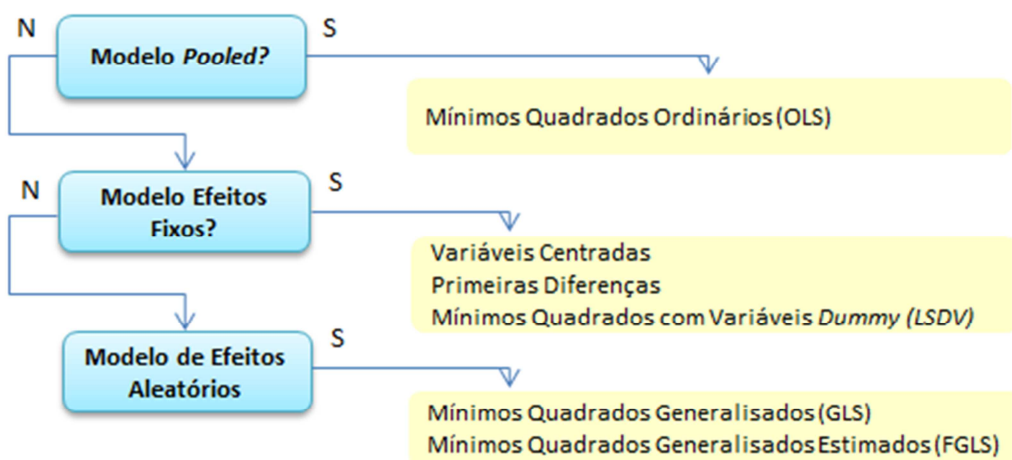 N
S
Modelo Pooled?
Mínimos Quadrados Ordinários (OLS)
N
S
Modelo Efeitos
Fixos?
Variáveis Centradas
Primeiras Diferenças
Mínimos Quadrados com Variáveis Dummy (LSDV)
S
Modelo de Efeitos
Aleatórios
Mínimos Quadrados Generalisados (GLS)
Mínimos Quadrados Generalisados Estimados (FGLS)